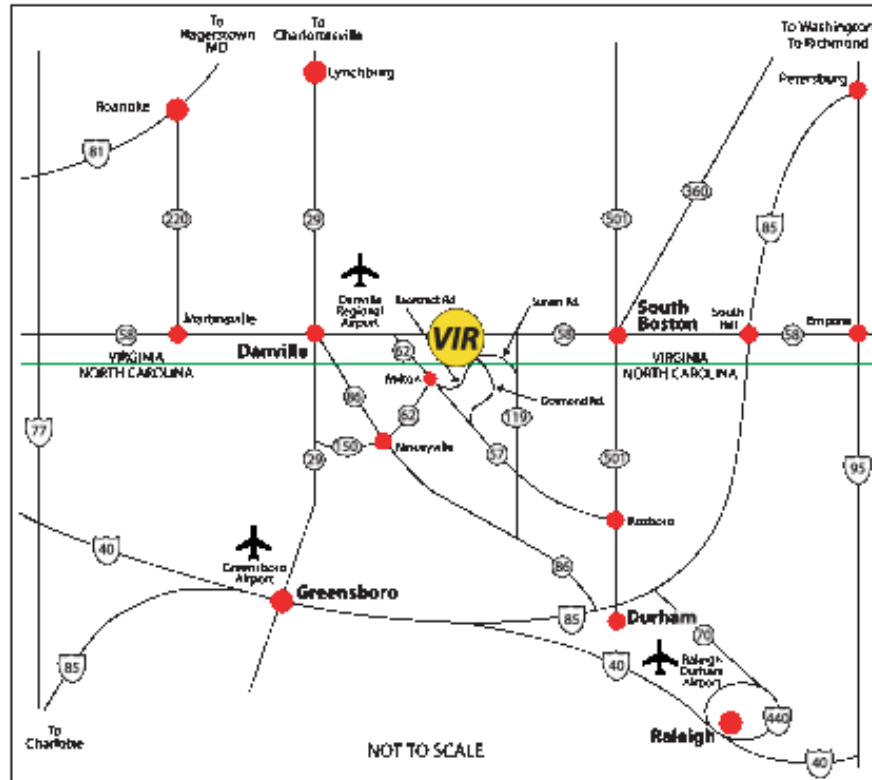 To
Hagerstown
MD
To
Charlottesville
To Washington
To Richmond
Lynchburg
Petersburg
Roanoke
81
360
220
29
501
85
Danville
Regional
Airport
Sutton Rd.
South
Boston
South
Hill
Emporia
Martinsville
58
VIR
58
58
Danville
62
VIRGINIA
NORTH CAROLINA
VIRGINIA
NORTH CAROLINA
Milton
86
62
119
77
150
29
57
501
95
Roxboro
40
Greensboro
Airport
86
Greensboro
85
Durham
70
85
40
Raleigh
Durham
Airport
To
Charlotte
440
Raleigh
NOT TO SCALE
40